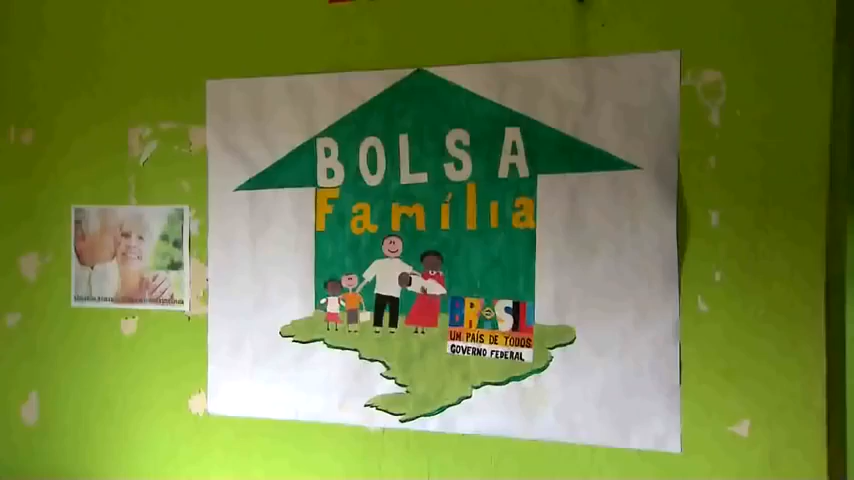 BOLSA
Família
BRASIL
UM PAÍS DE TODOS
GOVERNO FEDERAL